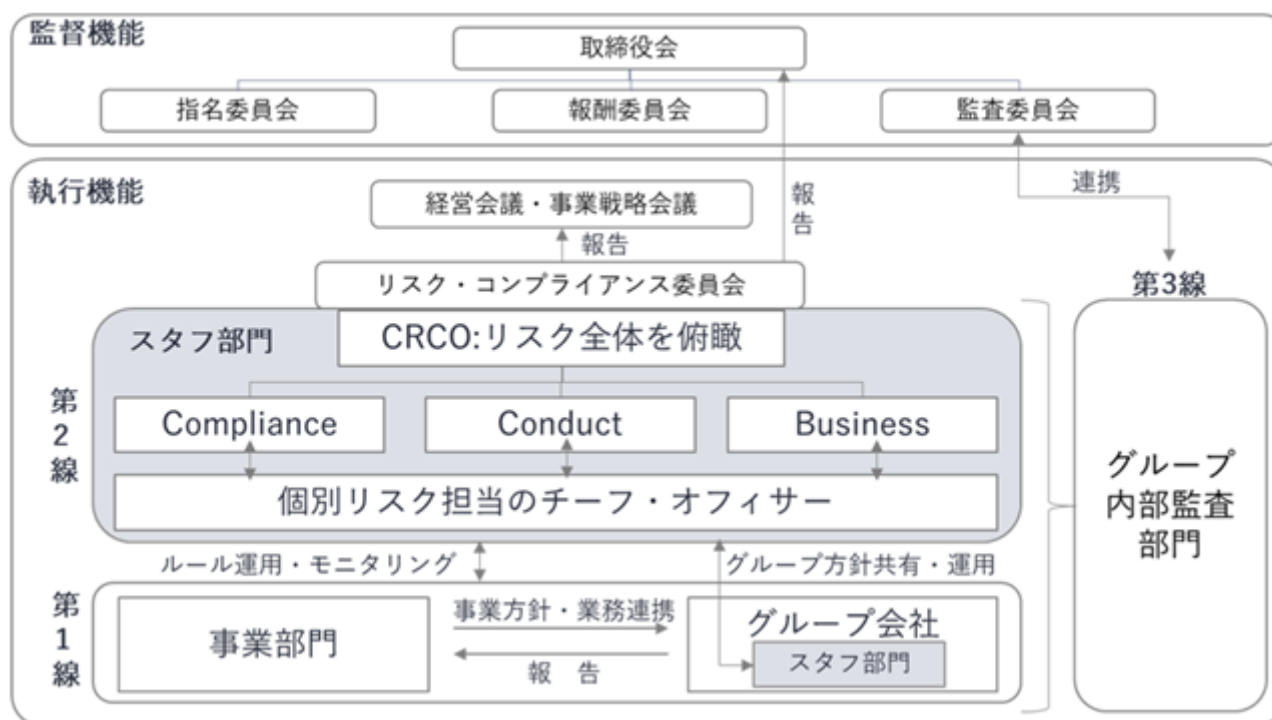 監督機能
取締役会
指名委員会
報酬委員会
監査委員会
執行機能
経営会議・事業戦略会議
報告
報告
連携
リスク・コンプライアンス委員会
第3線
スタフ部門
CRCO:リスク全体を俯瞰
第2線
Compliance
Conduct
Business
個別リスク担当のチーフ・オフィサー
グループ
内部監査
部門
ルール運用・モニタリング
グループ方針共有・運用
第1線
事業部門
事業方針・業務連携
報 告
グループ会社
スタフ部門